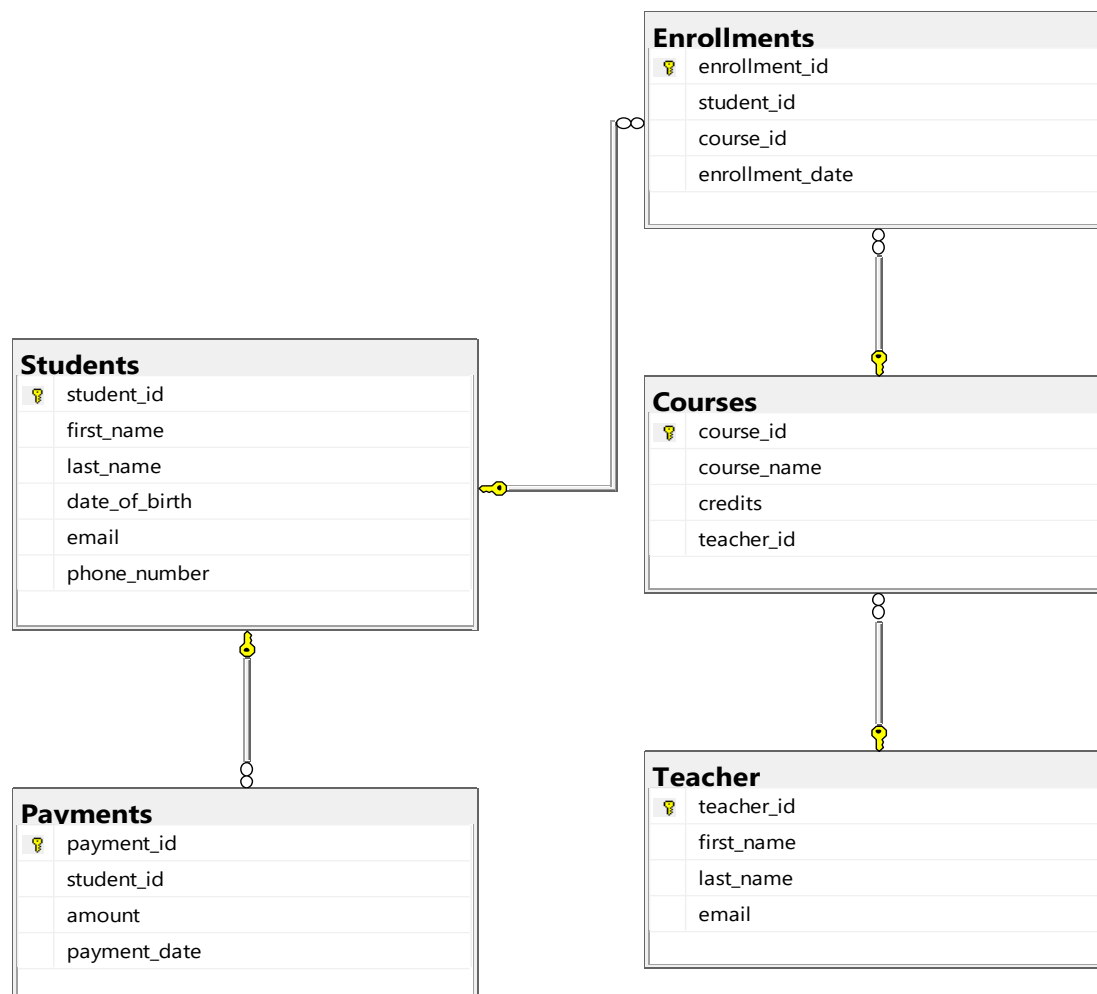 Enrollments
enrollment_id
student_id
course_id
enrollment_date
Students
student_id
first_name
last_name
date_of_birth
email
phone_number
Courses
course_id
course_name
credits
teacher_id
Payments
payment_id
student_id
amount
payment_date
Teacher
teacher_id
first_name
last_name
email